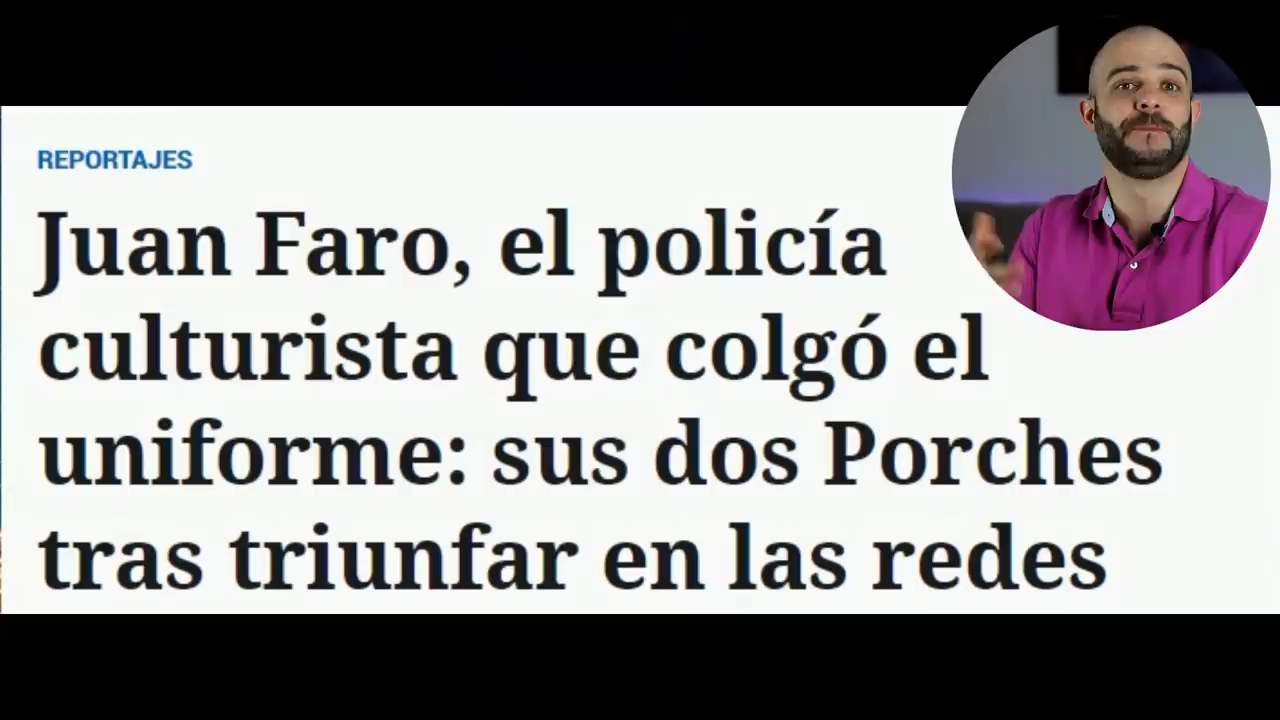 REPORTAJES
Juan Faro, el policía
culturista que colgó el
uniforme: sus dos Porches
tras triunfar en las redes